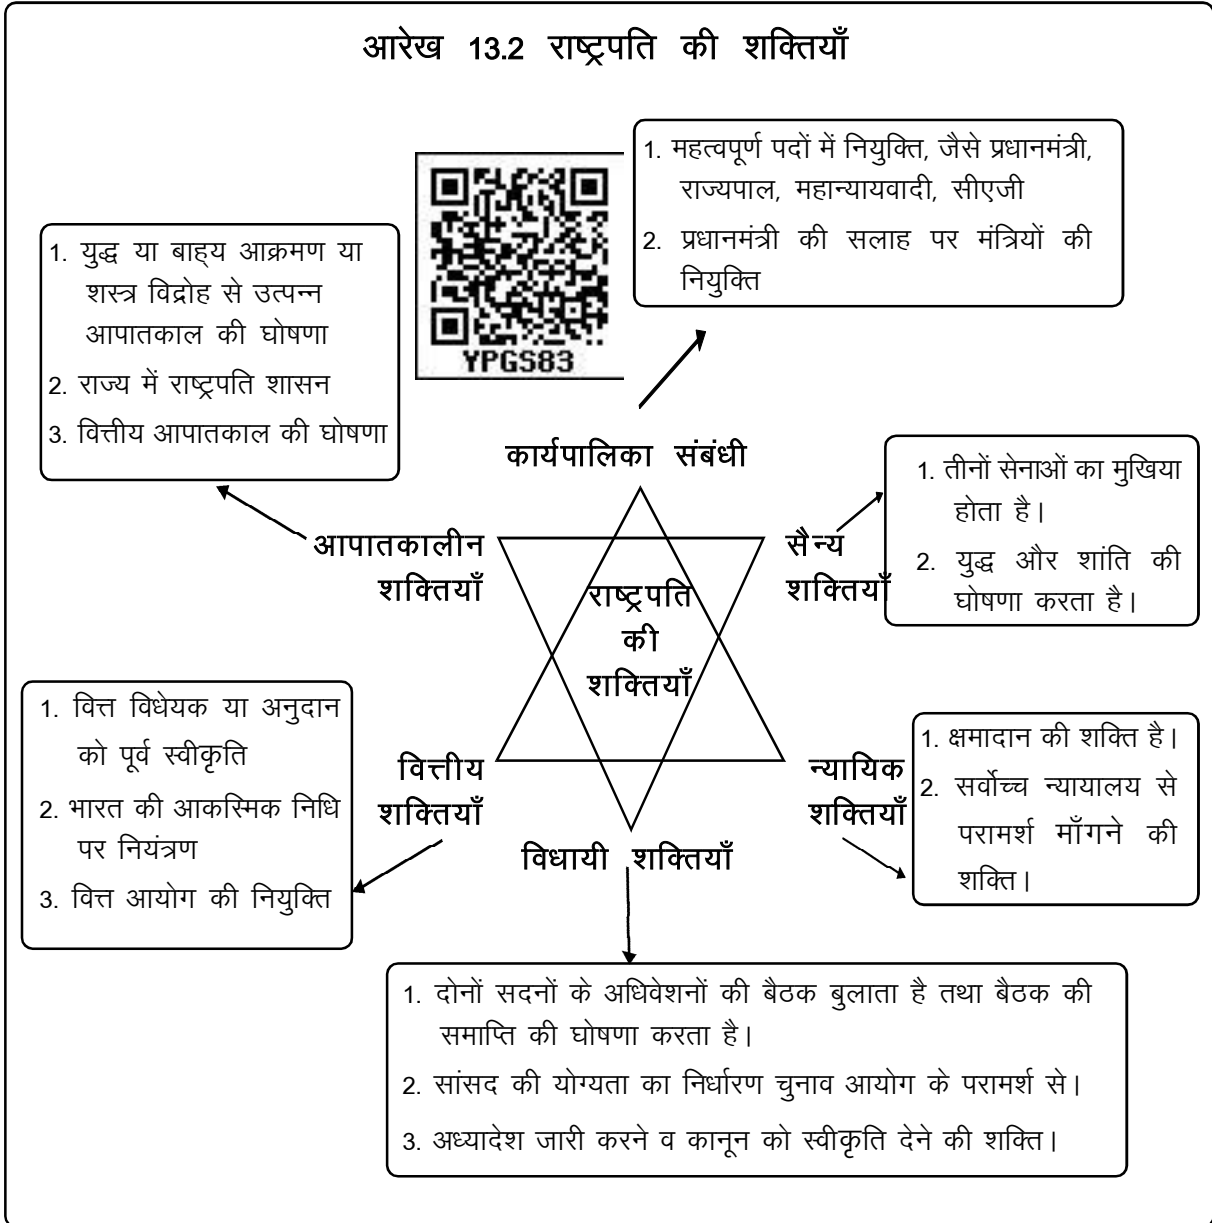 आरेख 13.2 राष्ट्रपति की शक्तियाँ
1. महत्वपूर्ण पदों में नियुक्ति, जैसे प्रधानमंत्री,
राज्यपाल, महान्यायवादी, सीएजी
2. प्रधानमंत्री की सलाह पर मंत्रियों की
नियुक्ति
YPGS83
1. युद्ध या बाह्य आक्रमण या
शस्त्र विद्रोह से उत्पन्न
आपातकाल की घोषणा
2. राज्य में राष्ट्रपति शासन
3. वित्तीय आपातकाल की घोषणा
कार्यपालिका संबंधी
1. तीनों सेनाओं का मुखिया
होता है।
2. युद्ध और शांति की
घोषणा करता है।
आपातकालीन
शक्तियाँ
सैन्य
शक्तियाँ
राष्ट्रपति
की
शक्तियाँ
1. वित्त विधेयक या अनुदान
को पूर्व स्वीकृति
2. भारत की आकस्मिक निधि
पर नियंत्रण
3. वित्त आयोग की नियुक्ति
वित्तीय
शक्तियाँ
न्यायिक
शक्तियाँ
1. क्षमादान की शक्ति है।
2. सर्वोच्च न्यायालय से
परामर्श माँगने की
शक्ति।
विधायी शक्तियाँ
1. दोनों सदनों के अधिवेशनों की बैठक बुलाता है तथा बैठक की
समाप्ति की घोषणा करता है।
2. सांसद की योग्यता का निर्धारण चुनाव आयोग के परामर्श से।
3. अध्यादेश जारी करने व कानून को स्वीकृति देने की शक्ति।